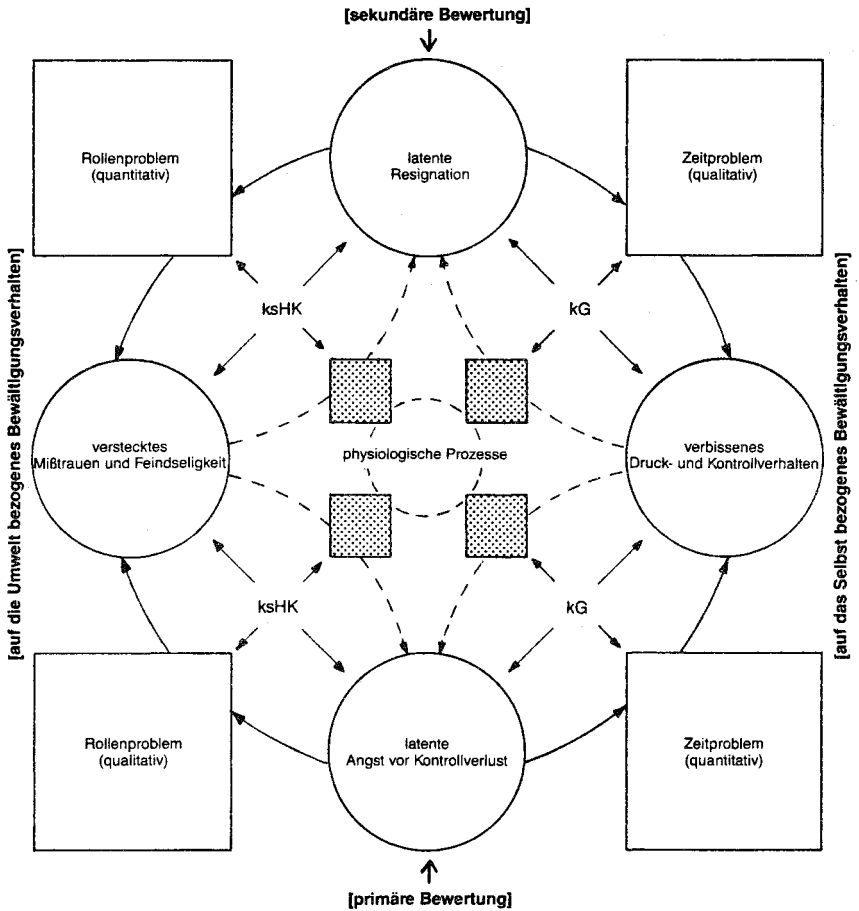 [sekundäre Bewertung]
Rollenproblem
(quantitativ)
latente
Resignation
Zeitproblem
(qualitativ)
[auf die Umwelt bezogenes Bewältigungsverhalten]
[auf das Selbst bezogenes Bewältigungsverhalten]
ksHK
kG
verstecktes
Mißtrauen und Feindseligkeit
physiologische Prozesse
verbissenes
Druck- und Kontrollverhalten
ksHK
kG
Rollenproblem
(qualitativ)
latente
Angst vor Kontrollverlust
Zeitproblem
(quantitativ)
[primäre Bewertung]